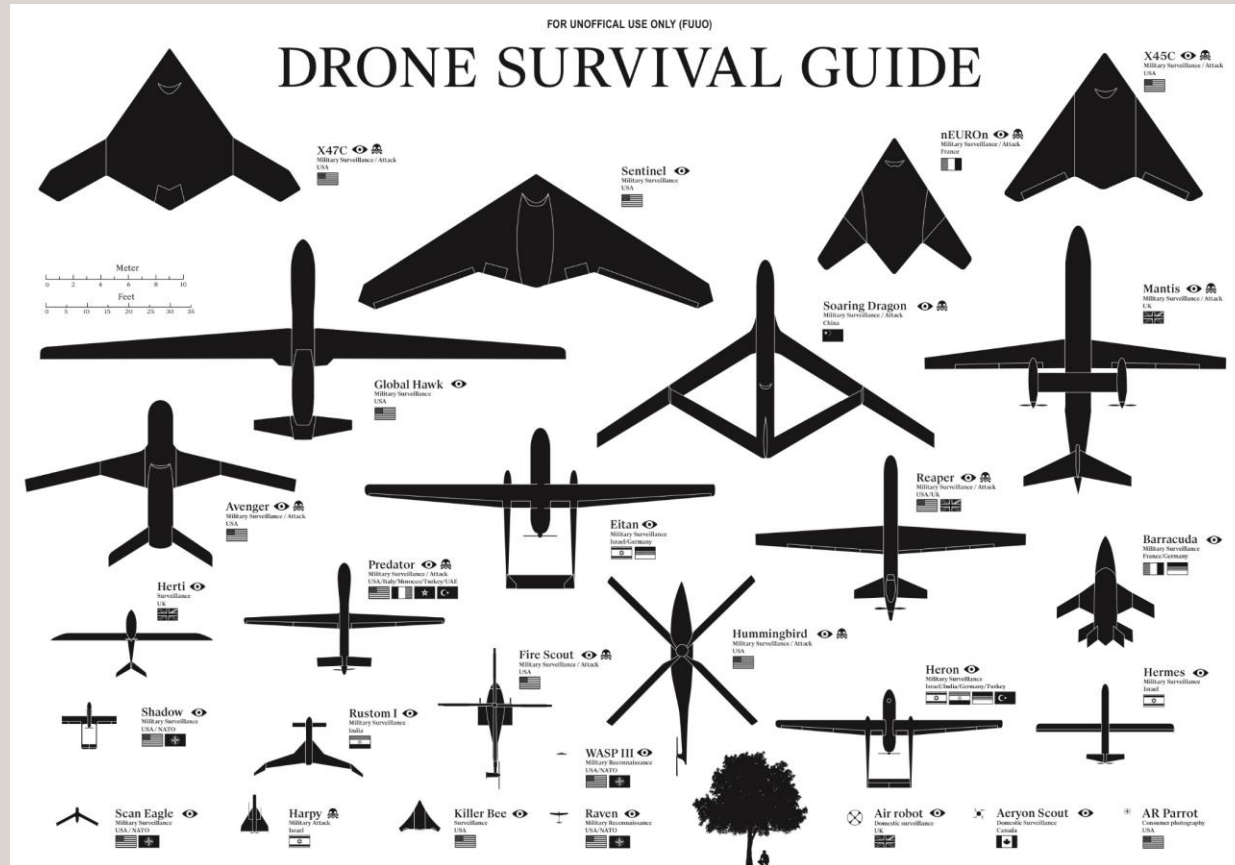 FOR UNOFFICAL USE ONLY (FUUO)
DRONE SURVIVAL GUIDE
X47C
Military Surveillance / Attack
USA
Sentinel
Military Surveillance
USA
nEUROn
Military Surveillance / Attack
France
X45C
Military Surveillance / Attack
USA
Meter
0 2 4 6 8 10
Feet
0 5 10 15 20 25 30 35
Global Hawk
Military Surveillance
USA
Soaring Dragon
Military Surveillance / Attack
China
Mantis
Military Surveillance / Attack
UK
Avenger
Military Surveillance / Attack
USA
Eitan
Military Surveillance
Israel/Germany
Reaper
Military Surveillance / Attack
USA/UK
Barracuda
Military Surveillance
France/Germany
Herti
Surveillance
UK
Predator
Military Surveillance / Attack
USA/Italy/Morocco/Turkey/UAE
Fire Scout
Military Surveillance / Attack
USA
Hummingbird
Military Surveillance / Attack
USA
Heron
Military Surveillance
Israel/India/Germany/Turkey
Hermes
Military Surveillance
Israel
Shadow
Military Surveillance
USA/ NATO
Rustom I
Military Surveillance
India
WASP III
Military Reconnaissance
USA/NATO
Scan Eagle
Military Surveillance
USA / NATO
Harpy
Military Attack
Israel
Killer Bee
Military Surveillance
USA
Raven
Military Reconnaissance
USA/NATO
Air robot
Domestic surveillance
UK
Aeryon Scout
Domestic Surveillance
Canada
AR Parrot
Consumer photography
USA